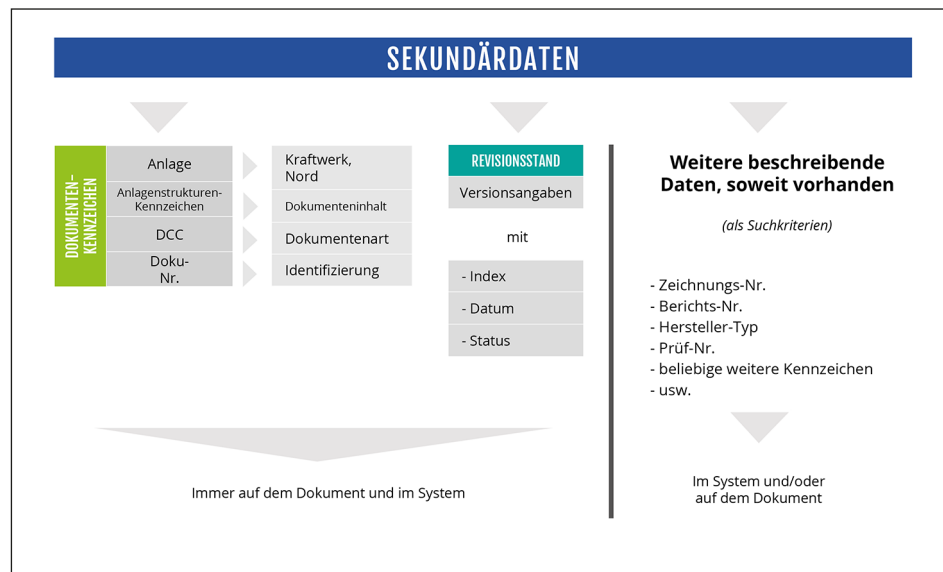 SEKUNDÄRDATEN
DOKUMENTEN–
KENNZEICHEN
Anlage
Kraftwerk,
Nord
Anlagenstrukturen-
Kennzeichen
Dokumenteninhalt
DCC
Dokumentenart
Doku-
Nr.
Identifizierung
REVISIONSSTAND
Versionsangaben
mit
- Index
- Datum
- Status
Immer auf dem Dokument und im System
Weitere beschreibende
Daten, soweit vorhanden
(als Suchkriterien)
- Zeichnungs-Nr.
- Berichts-Nr.
- Hersteller-Typ
- Prüf-Nr.
- beliebige weitere Kennzeichen
- usw.
Im System und/oder
auf dem Dokument